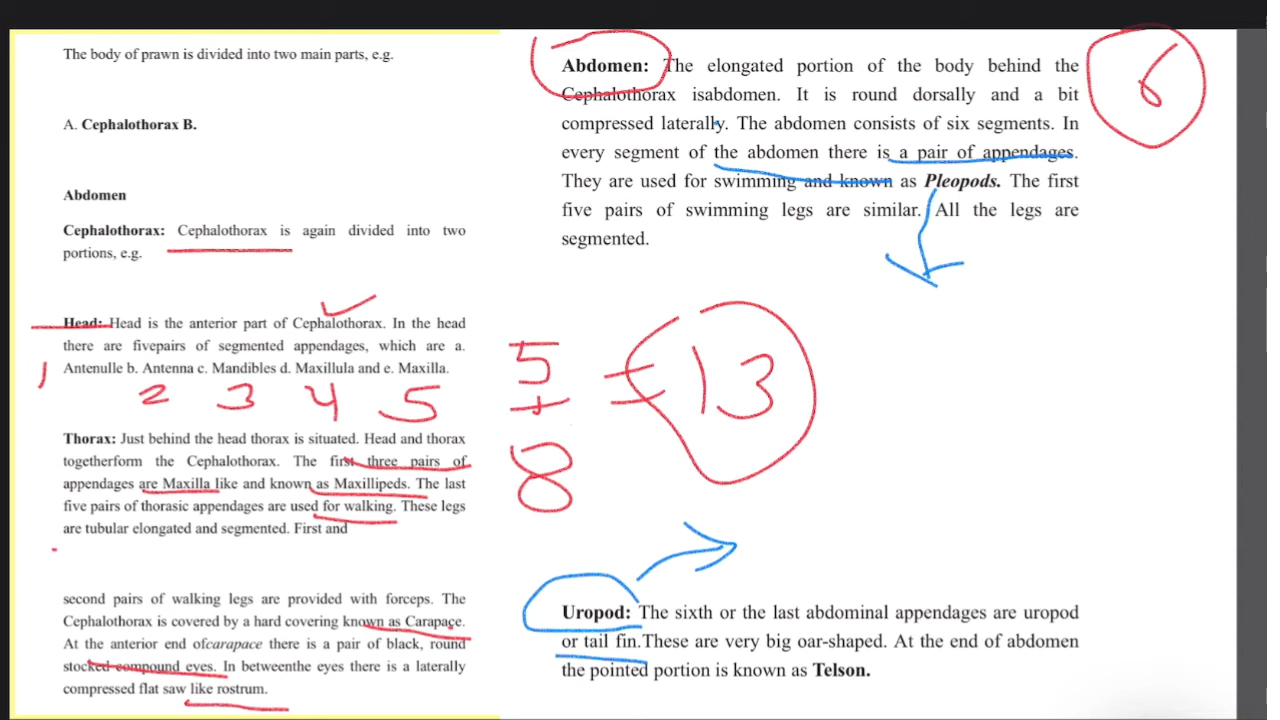 The body of prawn is divided into two main parts, e.g.
A. Cephalothorax B.
Abdomen
Cephalothorax: Cephalothorax is again divided into two
portions, e.g.
Head: Head is the anterior part of Cephalothorax. In the head
there are fivepairs of segmented appendages, which are a.
Antenulle b. Antenna c. Mandibles d. Maxillula and e. Maxilla.
1 2 3 4 5
Thorax: Just behind the head thorax is situated. Head and thorax
togetherform the Cephalothorax. The first three pairs of
appendages are Maxilla like and known as Maxillipeds. The last
five pairs of thorasic appendages are used for walking. These legs
are tubular elongated and segmented. First and
second pairs of walking legs are provided with forceps. The
Cephalothorax is covered by a hard covering known as Carapace.
At the anterior end ofcarapace there is a pair of black, round
stocked compound eyes. In betweenthe eyes there is a laterally
compressed flat saw like rostrum.
5
+
8
= 13
Abdomen: The elongated portion of the body behind the
Cephalothorax isabdomen. It is round dorsally and a bit
compressed laterally. The abdomen consists of six segments. In
every segment of the abdomen there is a pair of appendages.
They are used for swimming and known as Pleopods. The first
five pairs of swimming legs are similar. All the legs are
segmented.
6
Uropod: The sixth or the last abdominal appendages are uropod
or tail fin.These are very big oar-shaped. At the end of abdomen
the pointed portion is known as Telson.